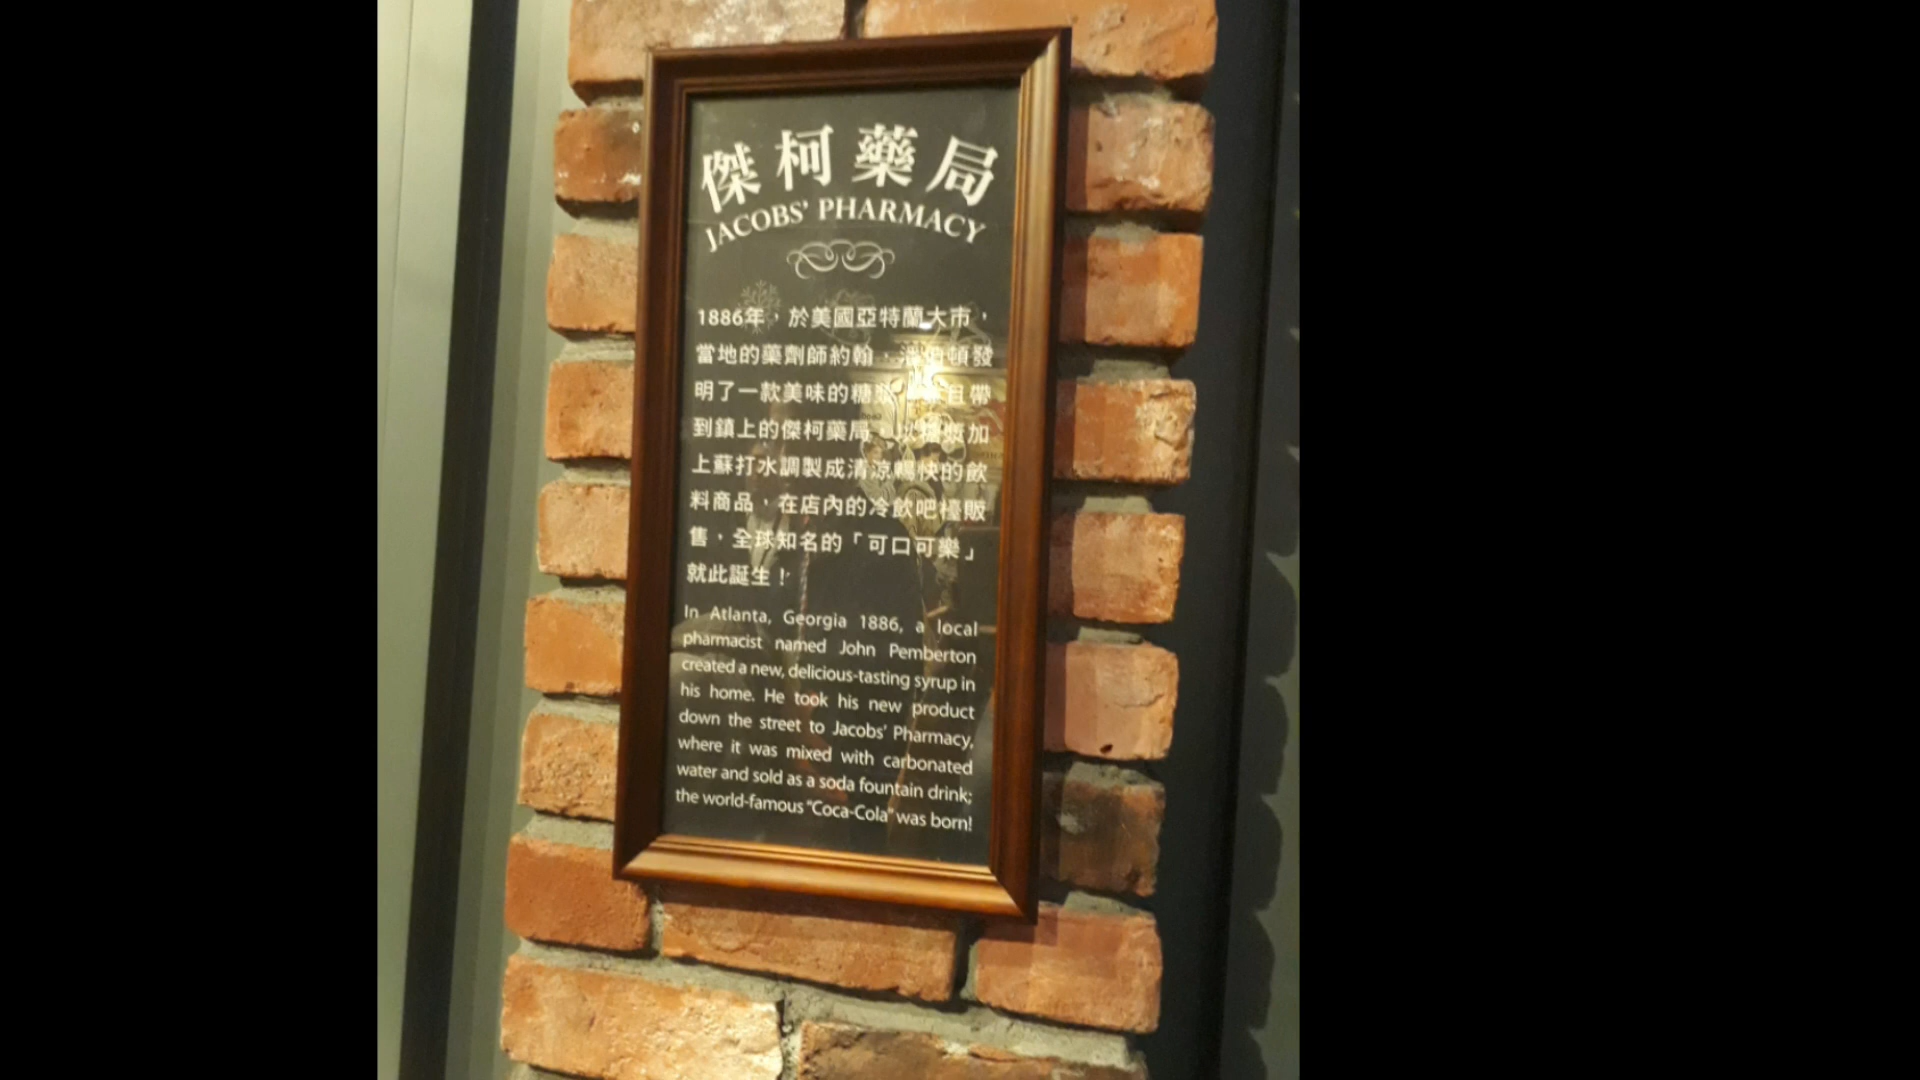 傑柯藥局
JACOBS' PHARMACY
1886年，於美國亞特蘭大市，
當地的藥劑師約翰．潘伯頓發
明了一款美味的糖漿，並且帶
到鎮上的傑柯藥局，以糖漿加
上蘇打水調製成清涼暢快的飲
料商品，在店內的冷飲吧檯販
售，全球知名的「可口可樂」
就此誕生！
In Atlanta, Georgia 1886, a local
pharmacist named John Pemberton
created a new, delicious-tasting syrup in
his home. He took his new product
down the street to Jacobs' Pharmacy,
where it was mixed with carbonated
water and sold as a soda fountain drink;
the world-famous "Coca-Cola" was born!